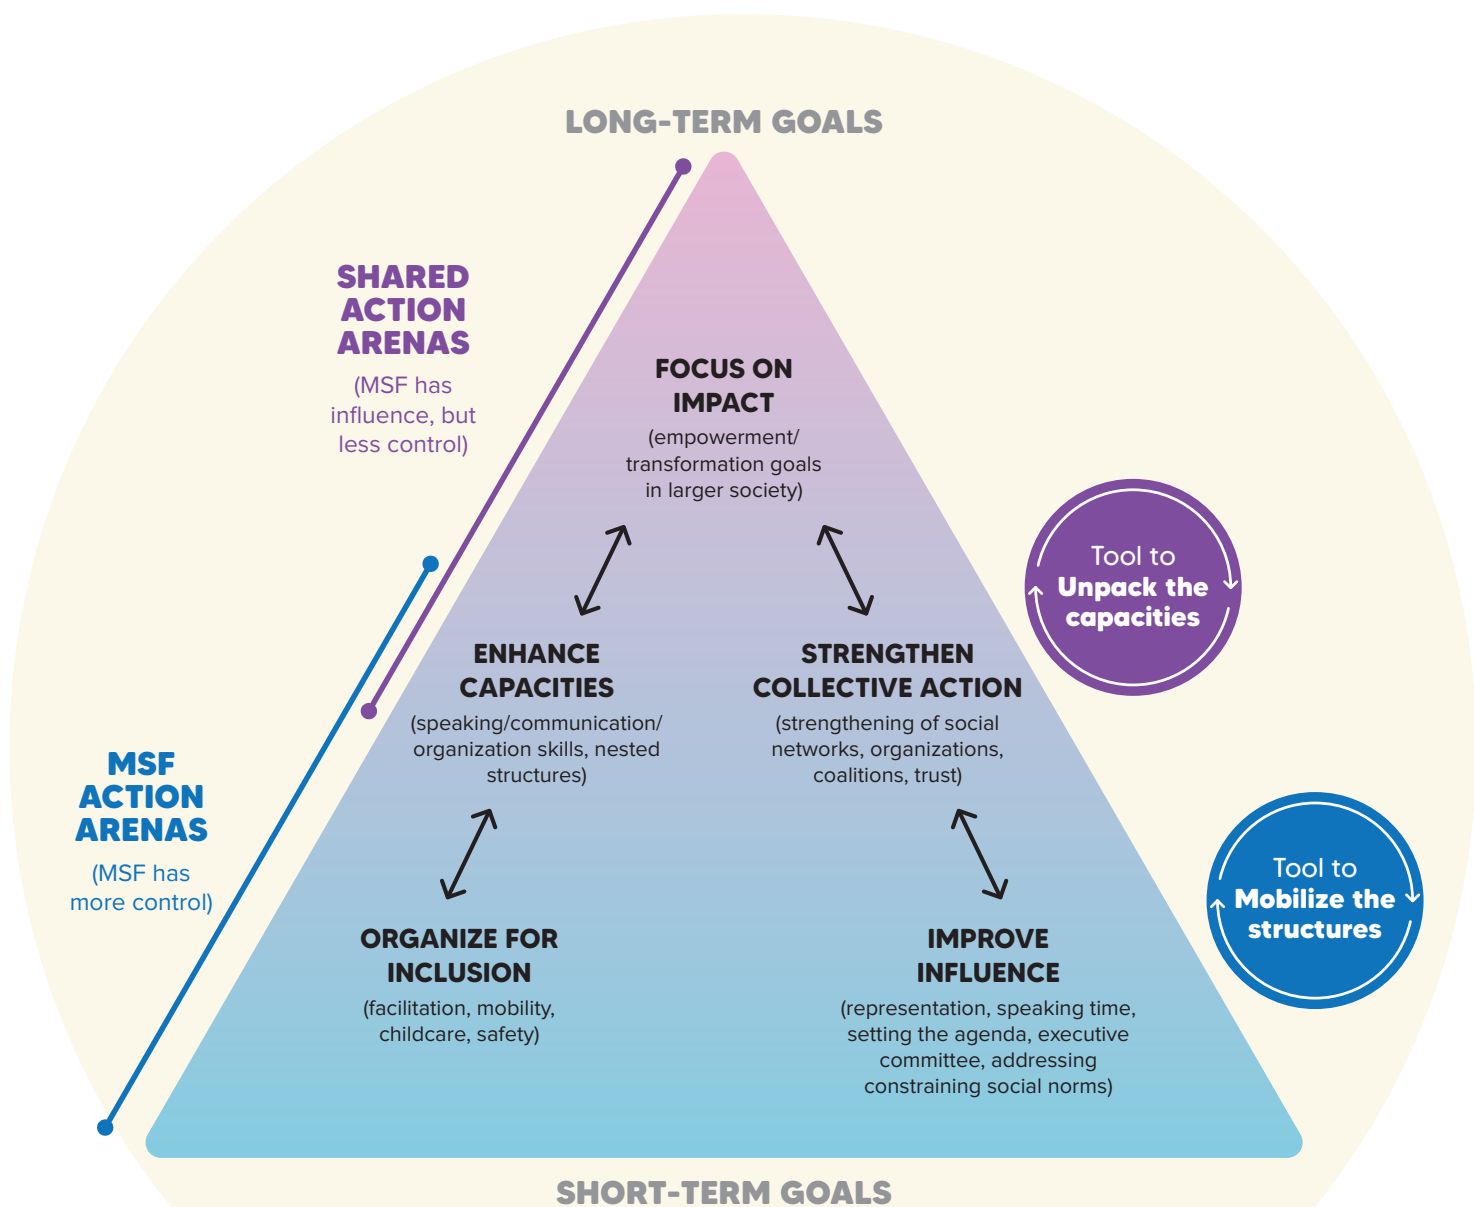 LONG-TERM GOALS
SHARED
ACTION
ARENAS
(MSF has
influence, but
less control)
FOCUS ON
IMPACT
(empowerment/
transformation goals
in larger society)
Tool to
Unpack the
capacities
ENHANCE
CAPACITIES
(speaking/communication/
organization skills, nested
structures)
STRENGTHEN
COLLECTIVE ACTION
(strengthening of social
networks, organizations,
coalitions, trust)
MSF
ACTION
ARENAS
(MSF has
more control)
Tool to
Mobilize the
structures
ORGANIZE FOR
INCLUSION
(facilitation, mobility,
childcare, safety)
IMPROVE
INFLUENCE
(representation, speaking time,
setting the agenda, executive
committee, addressing
constraining social norms)
SHORT-TERM GOALS